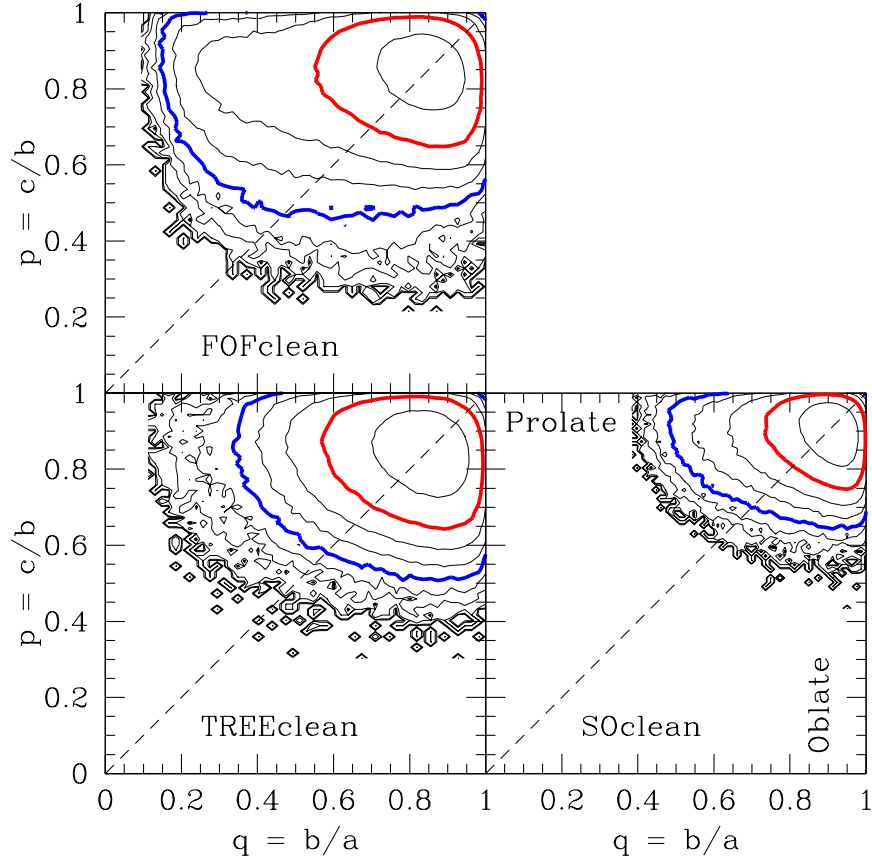 1
0.8
0.6
0.4
0.2
p = c/b
FOFclean
1
0.8
0.6
0.4
0.2
0
p = c/b
TREEclean
Prolate
SOclean
Oblate
0 0.2 0.4 0.6 0.8 1
0.2 0.4 0.6 0.8 1
q = b/a
q = b/a